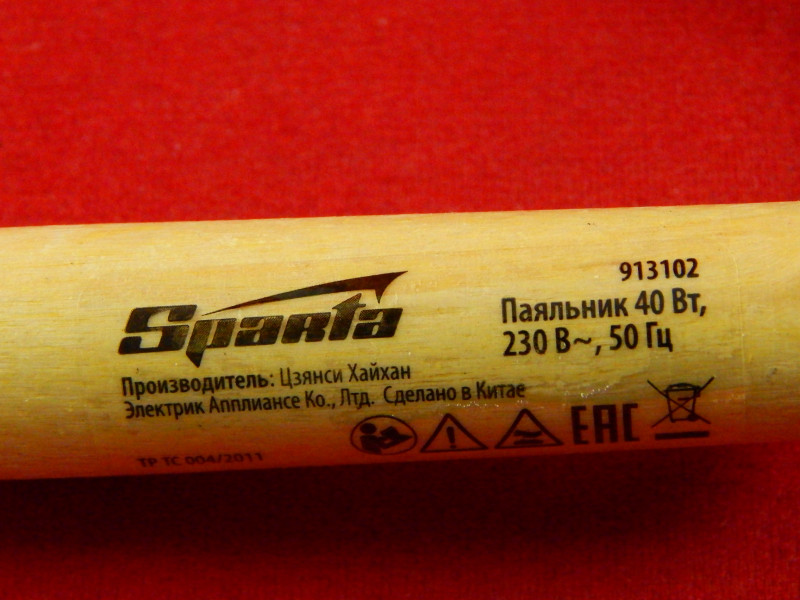 Sparta
Производитель: Цзянси Хайхан
Электрик Апплиансе Ко., Лтд. Сделано в Китае
ТР ТС 004/2011
913102
Паяльник 40 Вт,
230 В~, 50 Гц
EAC